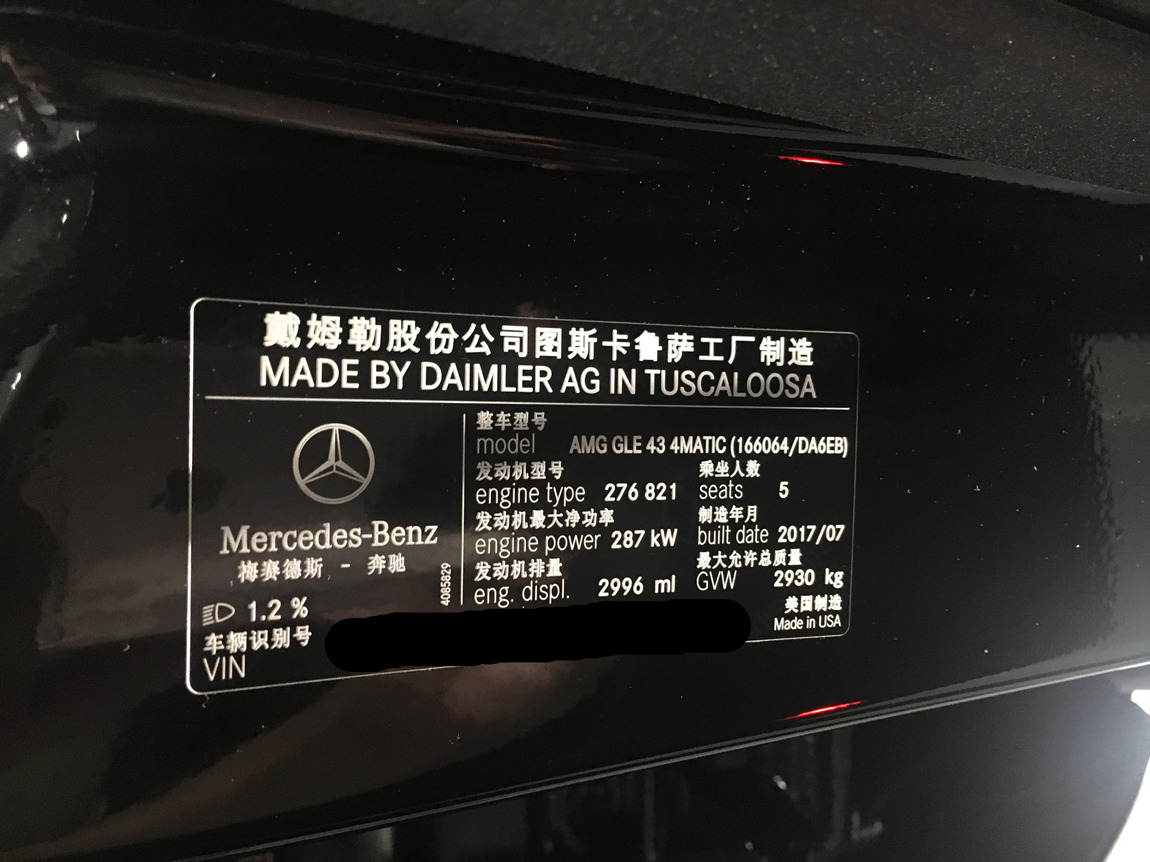 戴姆勒股份公司图斯卡鲁萨工厂制造
MADE BY DAIMLER AG IN TUSCALOOSA
Mercedes-Benz
梅赛德斯 - 奔驰
1.2 %
4085829
整车型号
model AMG GLE 43 4MATIC (166064/DA6EB)
发动机型号 乘坐人数
engine type 276 821 seats 5
发动机最大净功率 制造年月
engine power 287 kW built date 2017/07
发动机排量 最大允许总质量
eng. displ. 2996 ml GVW 2930 kg
车辆识别号 美国制造
VIN Made in USA